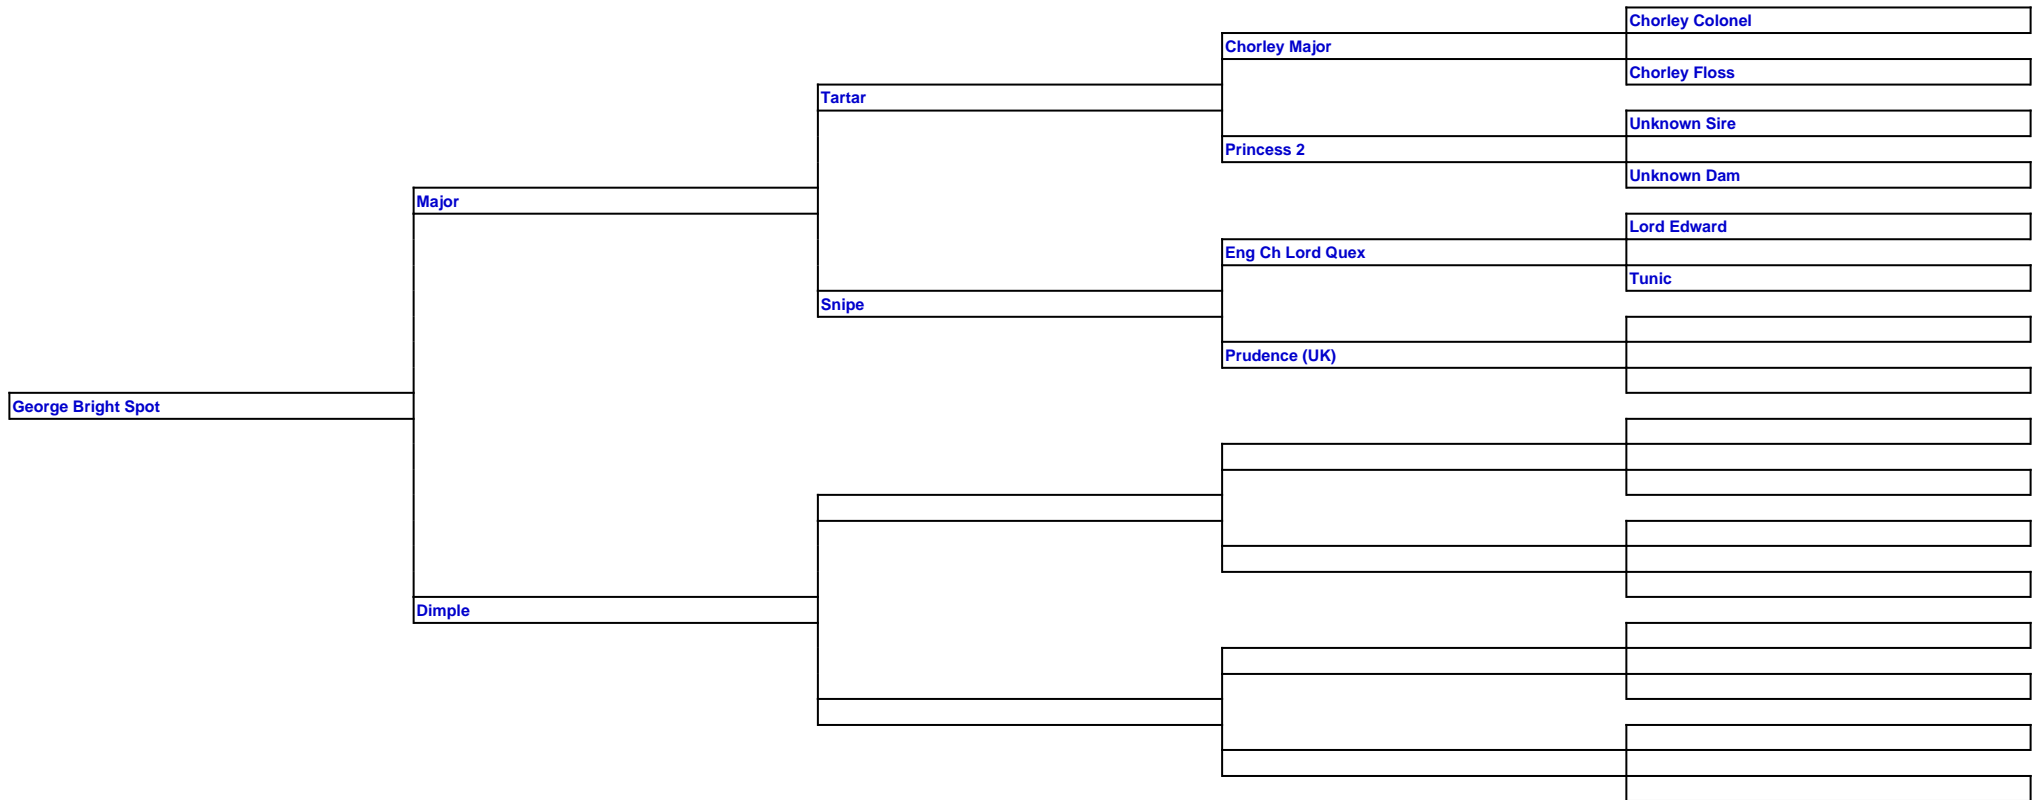 Chorley Colonel
Chorley Major
Chorley Floss
Tartar
Unknown Sire
Princess 2
Unknown Dam
Major
Lord Edward
Eng Ch Lord Quex
Tunic
Snipe
Prudence (UK)
George Bright Spot
Dimple